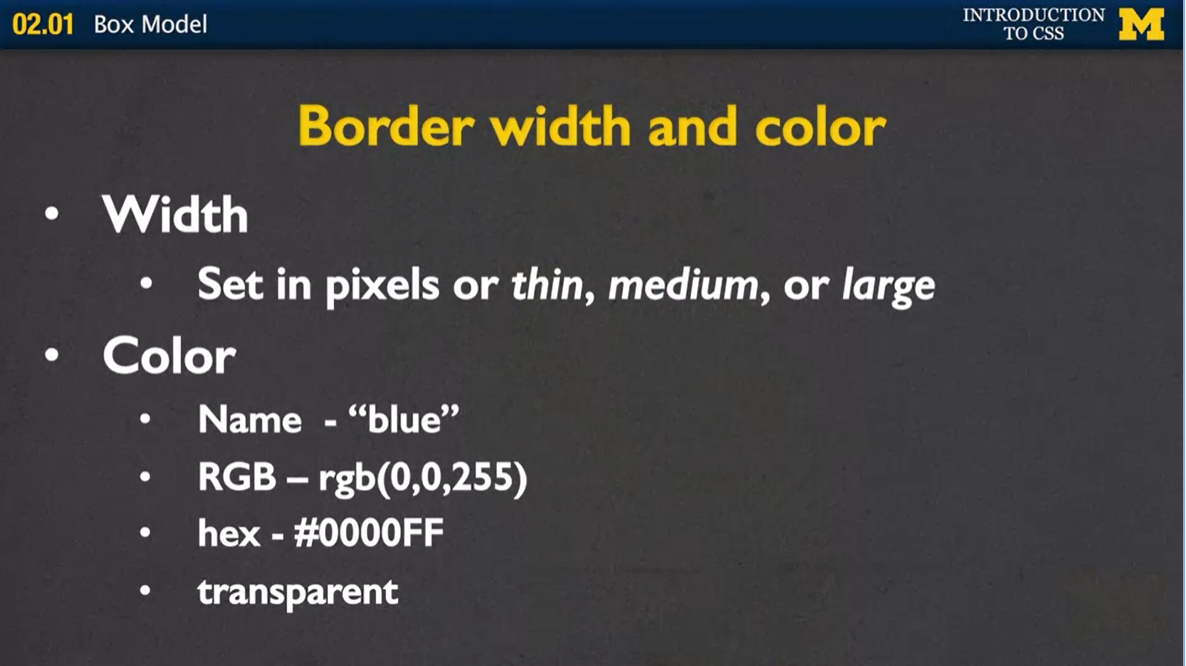 02.01 Box Model
INTRODUCTION
TO CSS
M
Border width and color
• Width
• Set in pixels or thin, medium, or large
• Color
• Name - “blue”
• RGB – rgb(0,0,255)
• hex - #0000FF
• transparent